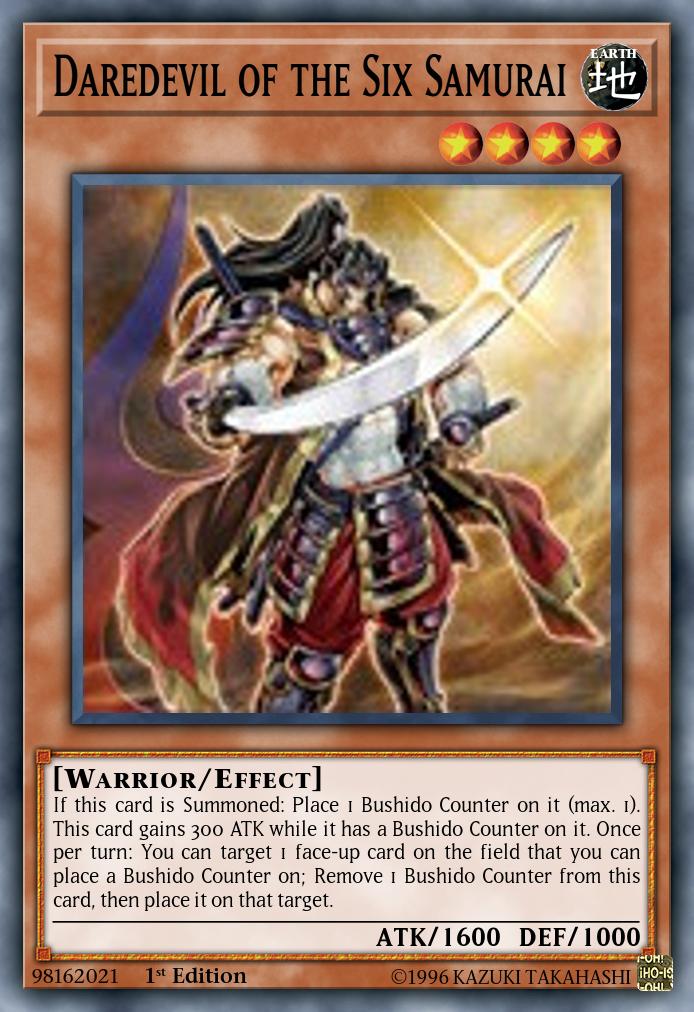 DAREDEVIL OF THE SIX SAMURAI
EARTH
地
[WARRIOR/EFFECT]
If this card is Summoned: Place 1 Bushido Counter on it (max. 1).
This card gains 300 ATK while it has a Bushido Counter on it. Once
per turn: You can target 1 face-up card on the field that you can
place a Bushido Counter on; Remove 1 Bushido Counter from this
card, then place it on that target.
ATK/1600 DEF/1000
98162021 1st Edition ©1996 KAZUKI TAKAHASHI